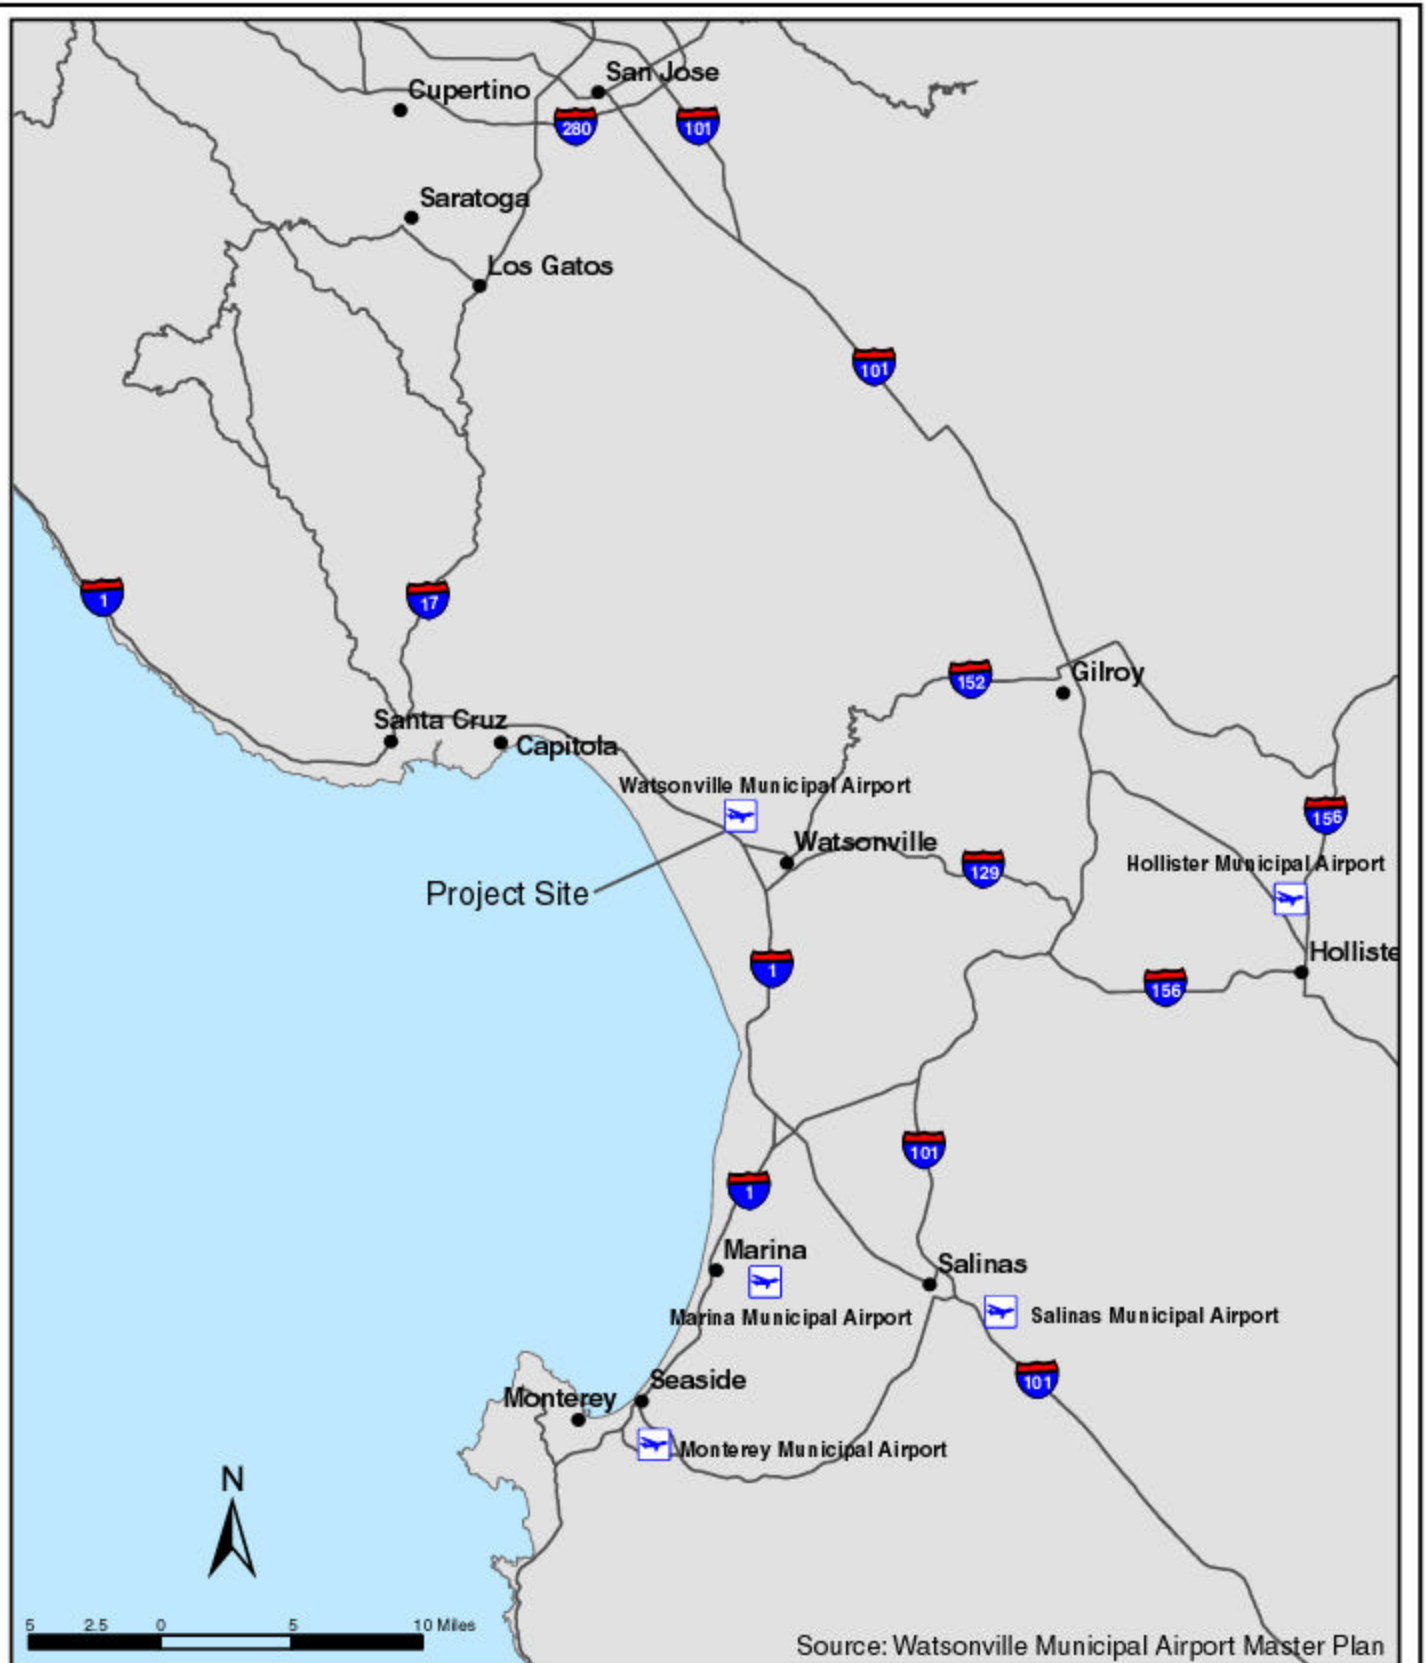 San Jose
Cupertino
280
101
Saratoga
Los Gatos
101
1
17
152
Gilroy
Santa Cruz
Capitola
Watsonville Municipal Airport
156
Watsonville
Hollister Municipal Airport
129
Project Site
Holliste
1
156
101
1
Marina
Salinas
Marina Municipal Airport
Salinas Municipal Airport
101
Seaside
Monterey
Monterey Municipal Airport
N
5 2.5 0 5 10 Miles
Source: Watsonville Municipal Airport Master Plan